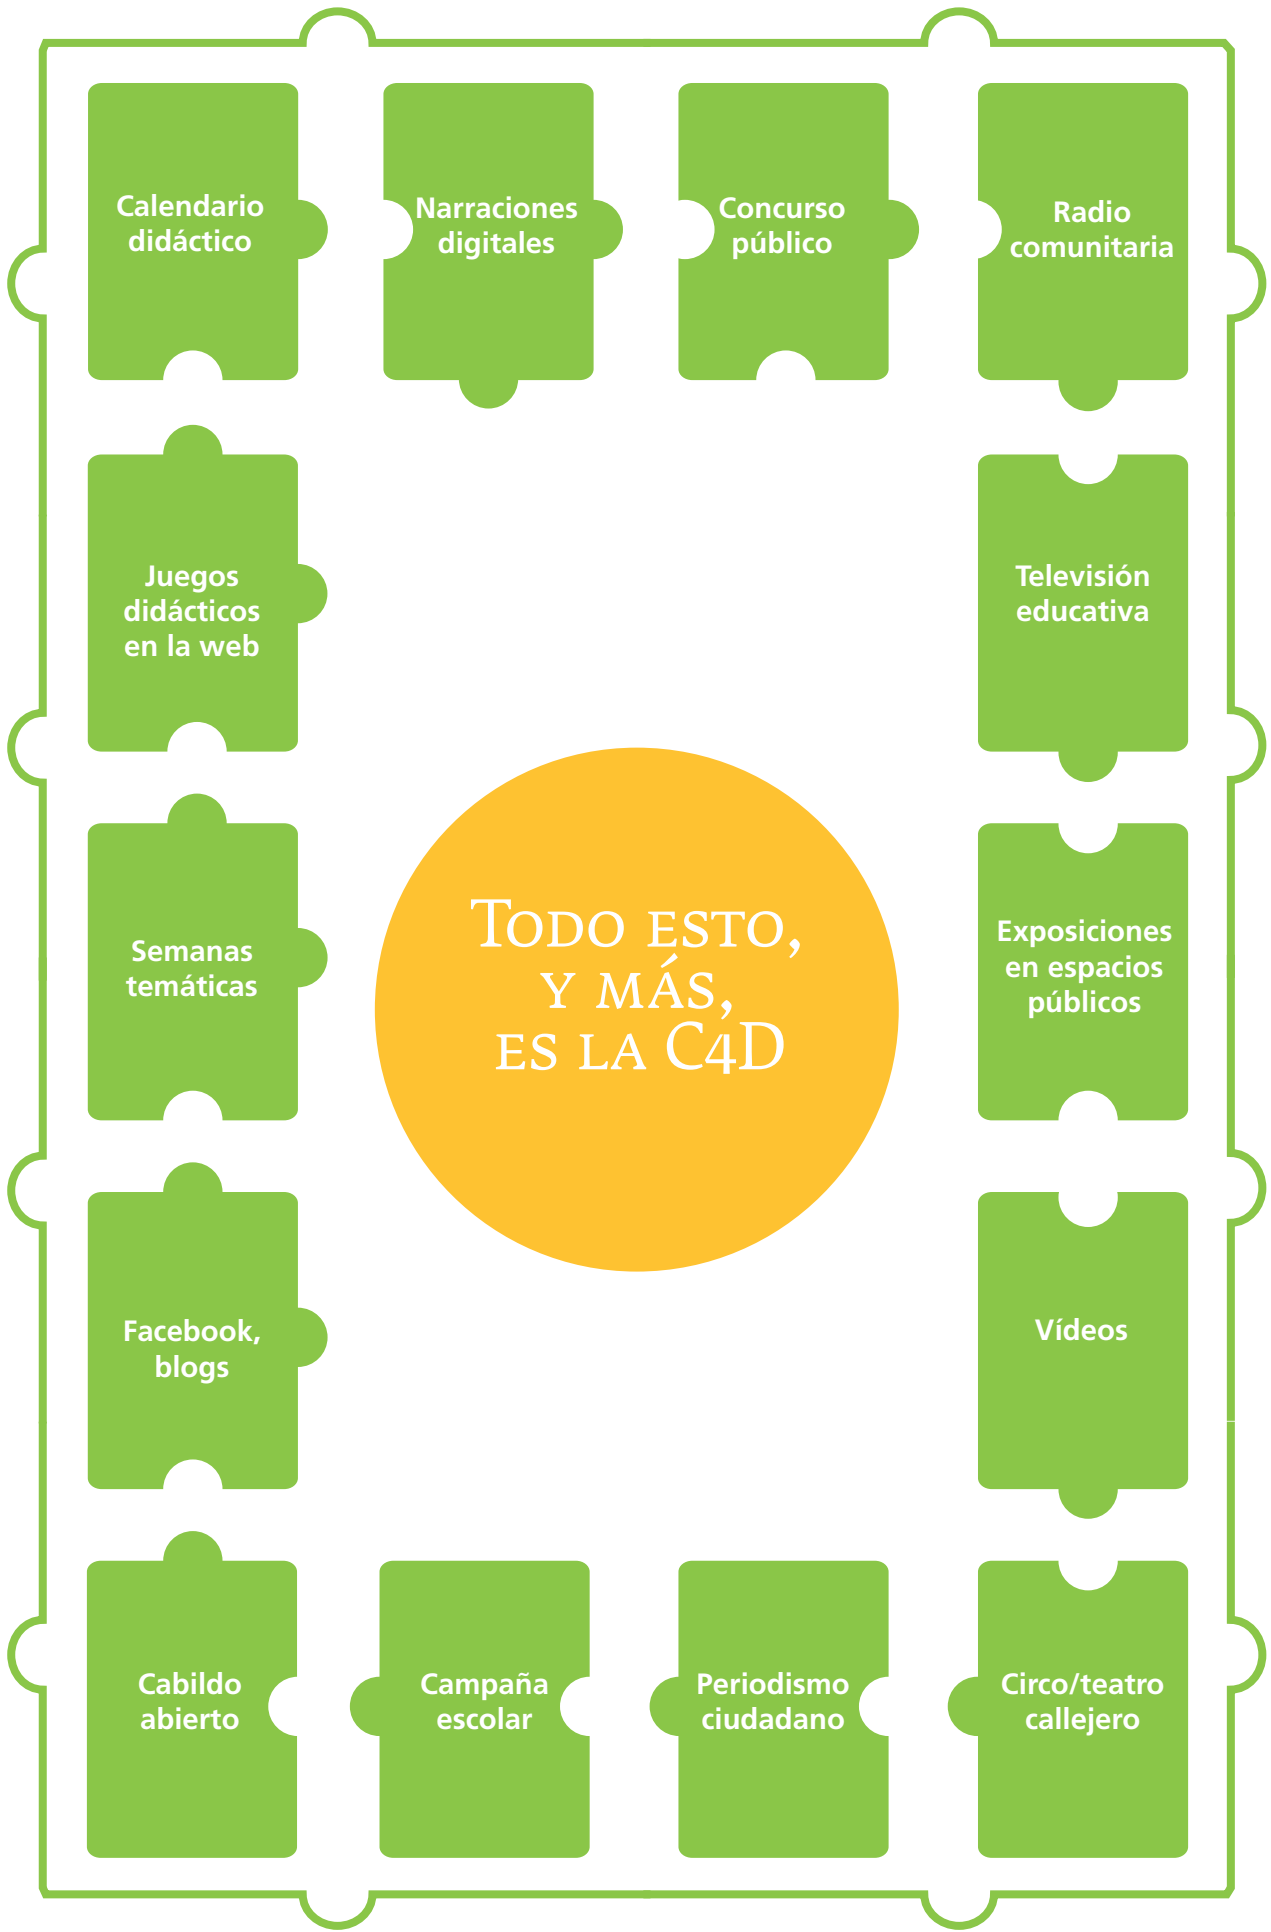 Calendario
didáctico
Narraciones
digitales
Concurso
público
Radio
comunitaria
Juegos
didácticos
en la web
Televisión
educativa
Semanas
temáticas
Todo esto,
y más,
es la C4D
Exposiciones
en espacios
públicos
Facebook,
blogs
Vídeos
Cabildo
abierto
Campaña
escolar
Periodismo
ciudadano
Circo/teatro
callejero